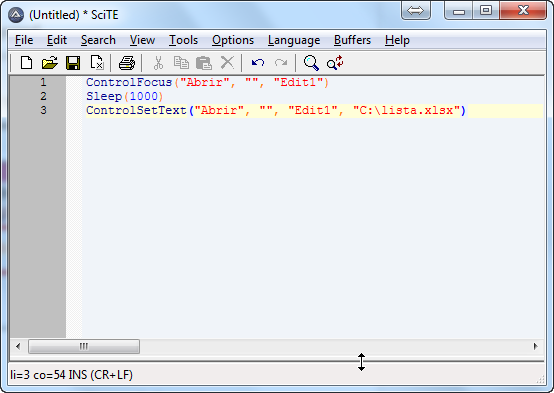 (Untitled) * SciTE
File Edit Search View Tools Options Language Buffers Help
1 ControlFocus("Abrir", "", "Edit1")
2 Sleep(1000)
3 ControlSetText("Abrir", "", "Edit1", "C:\lista.xlsx")
li=3 co=54 INS (CR+LF)